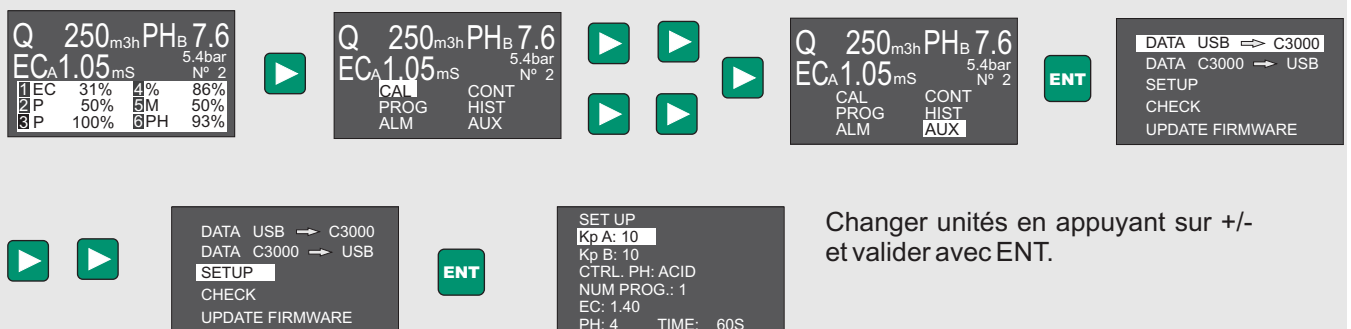 Q 250m3h PHB 7.6
ECA 1.05mS 5.4bar
Nº 2
1 EC 31% 4 % 86%
2 P 50% 5 M 50%
3 P 100% 6 PH 93%
Q 250m3h PHB 7.6
ECA 1.05mS 5.4bar
Nº 2
CAL CONT
PROG HIST
ALM AUX
Q 250m3h PHB 7.6
ECA 1.05mS 5.4bar
Nº 2
CAL CONT
PROG HIST
ALM AUX
ENT
DATA USB ⇨ C3000
DATA C3000 → USB
SETUP
CHECK
UPDATE FIRMWARE
DATA USB → C3000
DATA C3000 → USB
SETUP
CHECK
UPDATE FIRMWARE
ENT
SET UP
Kp A: 10
Kp B: 10
CTRL. PH: ACID
NUM PROG.: 1
EC: 1.40
PH: 4 TIME: 60S
Changer unités en appuyant sur +/-
et valider avec ENT.